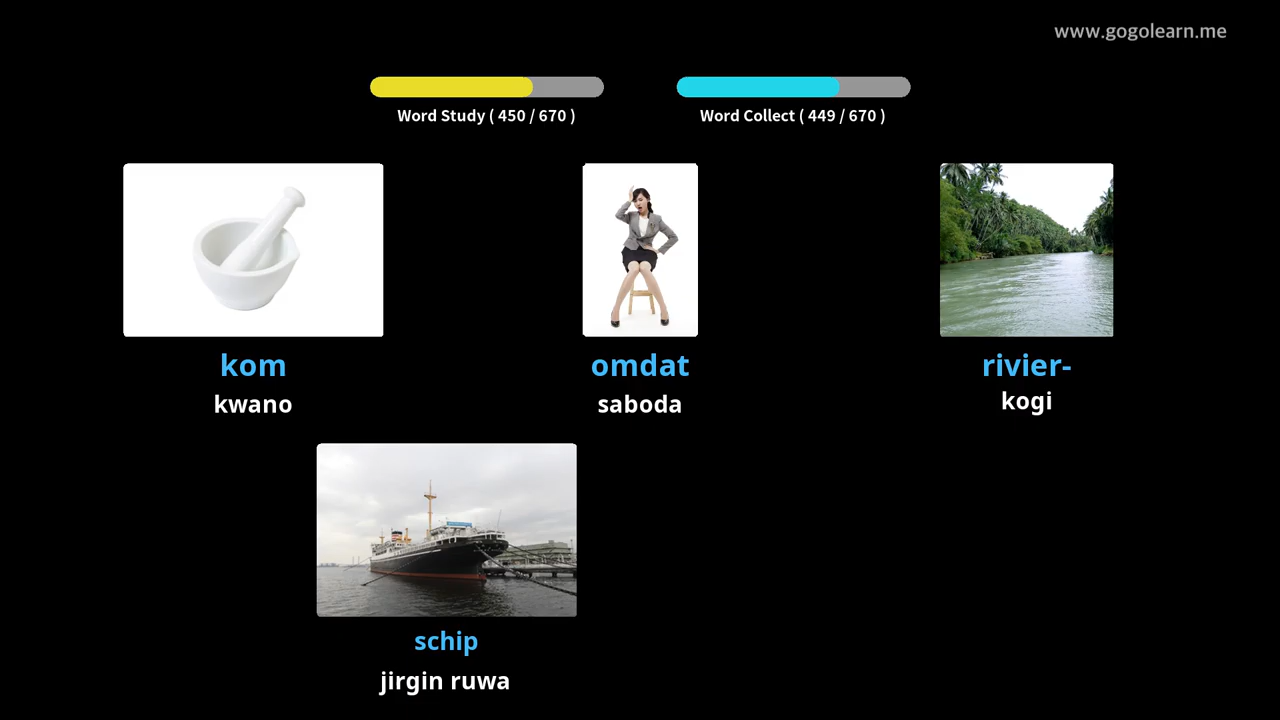 www.gogolearn.me
Word Study ( 450 / 670 )
Word Collect ( 449 / 670 )
kom
kwano
omdat
saboda
rivier-
kogi
schip
jirgin ruwa